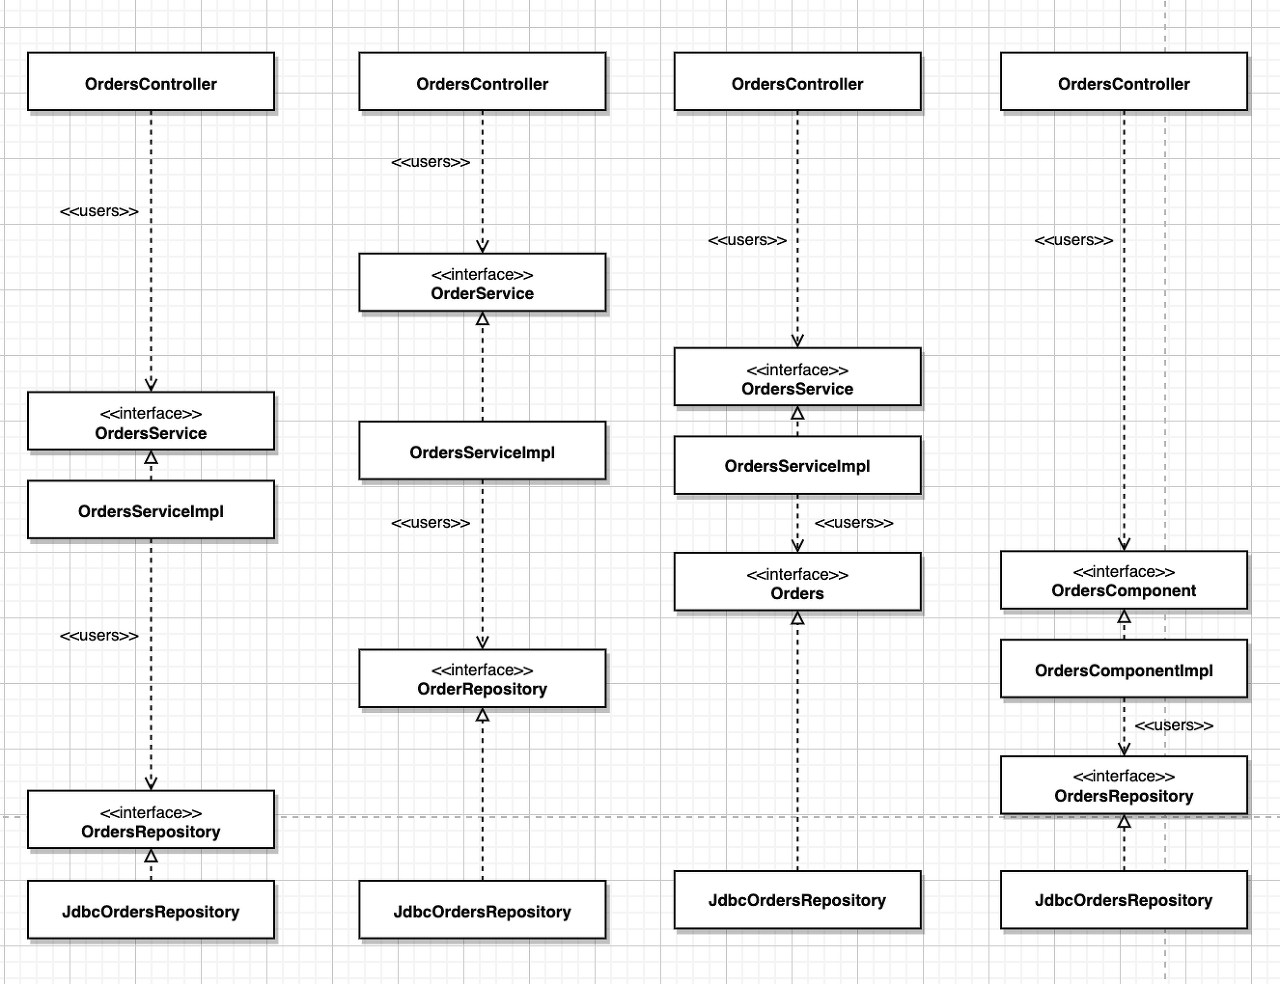 OrdersController
<<users>>
<<interface>>
OrdersService
OrdersServiceImpl
<<users>>
<<interface>>
OrdersRepository
JdbcOrdersRepository
OrdersController
<<users>>
<<interface>>
OrderService
OrdersServiceImpl
<<users>>
<<interface>>
OrderRepository
JdbcOrdersRepository
OrdersController
<<users>>
<<interface>>
OrdersService
OrdersServiceImpl
<<users>>
<<interface>>
Orders
JdbcOrdersRepository
OrdersController
<<users>>
<<interface>>
OrdersComponent
OrdersComponentImpl
<<users>>
<<interface>>
OrdersRepository
JdbcOrdersRepository